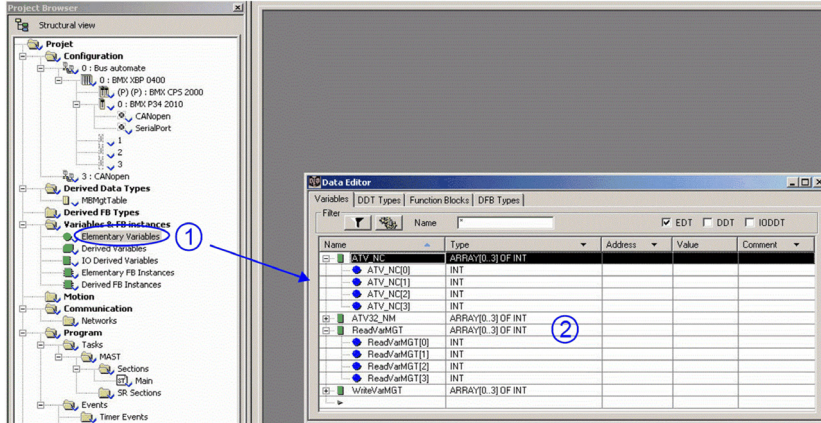 Project Browser
Structural view
Projet
Configuration
0 : Bus automate
0 : BMX XBP 0400
(P) (P) : BMX CPS 2000
0 : BMX P34 2010
CANopen
SerialPort
1
2
3
3 : CANopen
Derived Data Types
MBMgtTable
Derived FB Types
Variables & FB instances
Elementary Variables
Derived Variables
IO Derived Variables
Elementary FB Instances
Derived FB Instances
Motion
Communication
Networks
Program
Tasks
MAST
Sections
ST Main
SR Sections
Events
Timer Events
1
Data Editor
Variables DDT Types Function Blocks DFB Types
Filter
Name * EDT DDT IODDT
Name Type Address Value Comment
ATV_NC ARRAY[0..3] OF INT
ATV_NC[0] INT
ATV_NC[1] INT
ATV_NC[2] INT
ATV_NC[3] INT
ATV32_NM ARRAY[0..3] OF INT
ReadVarMGT ARRAY[0..3] OF INT
ReadVarMGT[0] INT
ReadVarMGT[1] INT
ReadVarMGT[2] INT
ReadVarMGT[3] INT
WriteVarMGT ARRAY[0..3] OF INT
2